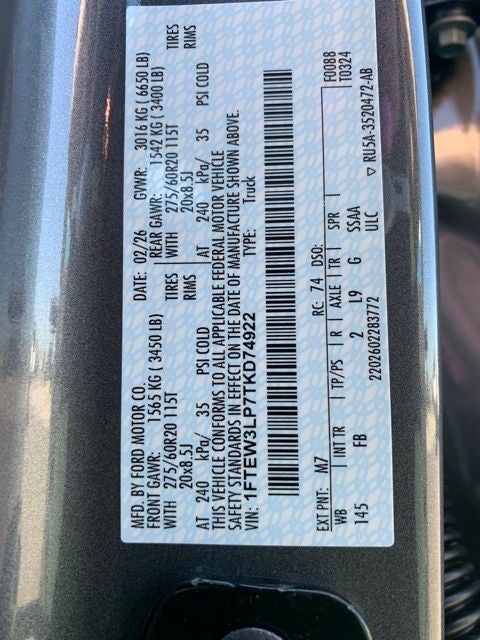 MFD. BY FORD MOTOR CO.
DATE: 02/26 GVWR: 3016 KG ( 6650 LB)
FRONT GAWR: 1565 KG ( 3450 LB) REAR GAWR: 1542 KG ( 3400 LB)
WITH 275/60R20 115T TIRES WITH 275/60R20 115T TIRES
20x8.5J RIMS 20x8.5J RIMS
AT 240 kPa/ 35 PSI COLD AT 240 kPa/ 35 PSI COLD
THIS VEHICLE CONFORMS TO ALL APPLICABLE FEDERAL MOTOR VEHICLE
SAFETY STANDARDS IN EFFECT ON THE DATE OF MANUFACTURE SHOWN ABOVE.
VIN: 1FTEW3LP7TKD74922 TYPE: Truck
EXT PNT: M7 RC: 74 DSO: F0088
WB INT TR TP/PS R AXLE TR SPR T0324
145 FB 2 L9 G SSAA
2202602283772 ULC ▽ RU5A-3520472-AB